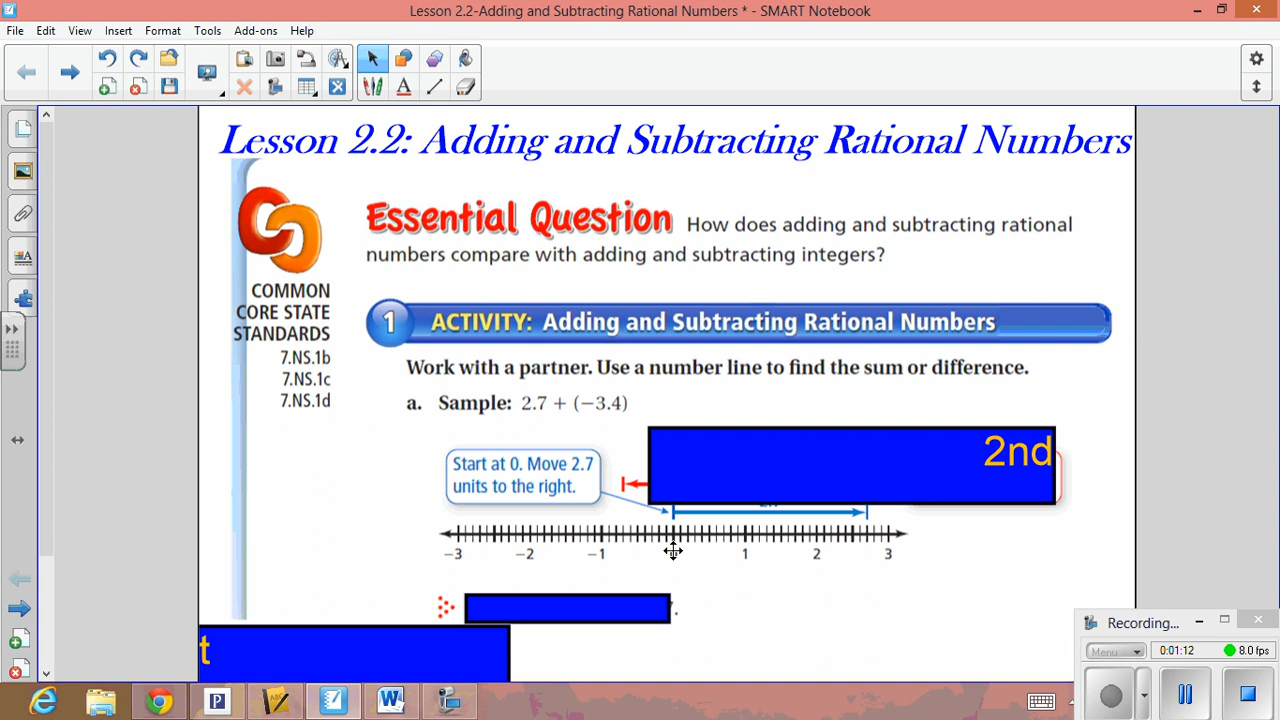 Lesson 2.2-Adding and Subtracting Rational Numbers * - SMART Notebook
File Edit View Insert Format Tools Add-ons Help
Lesson 2.2: Adding and Subtracting Rational Numbers
Essential Question How does adding and subtracting rational
numbers compare with adding and subtracting integers?
COMMON
CORE STATE
STANDARDS
7.NS.1b
7.NS.1c
7.NS.1d
1 ACTIVITY: Adding and Subtracting Rational Numbers
Work with a partner. Use a number line to find the sum or difference.
a. Sample: 2.7 + (−3.4)
2nd
Start at 0. Move 2.7
units to the right.
−3 −2 −1 1 2 3
t
Recording...
Menu 0:01:12 8.0 fps